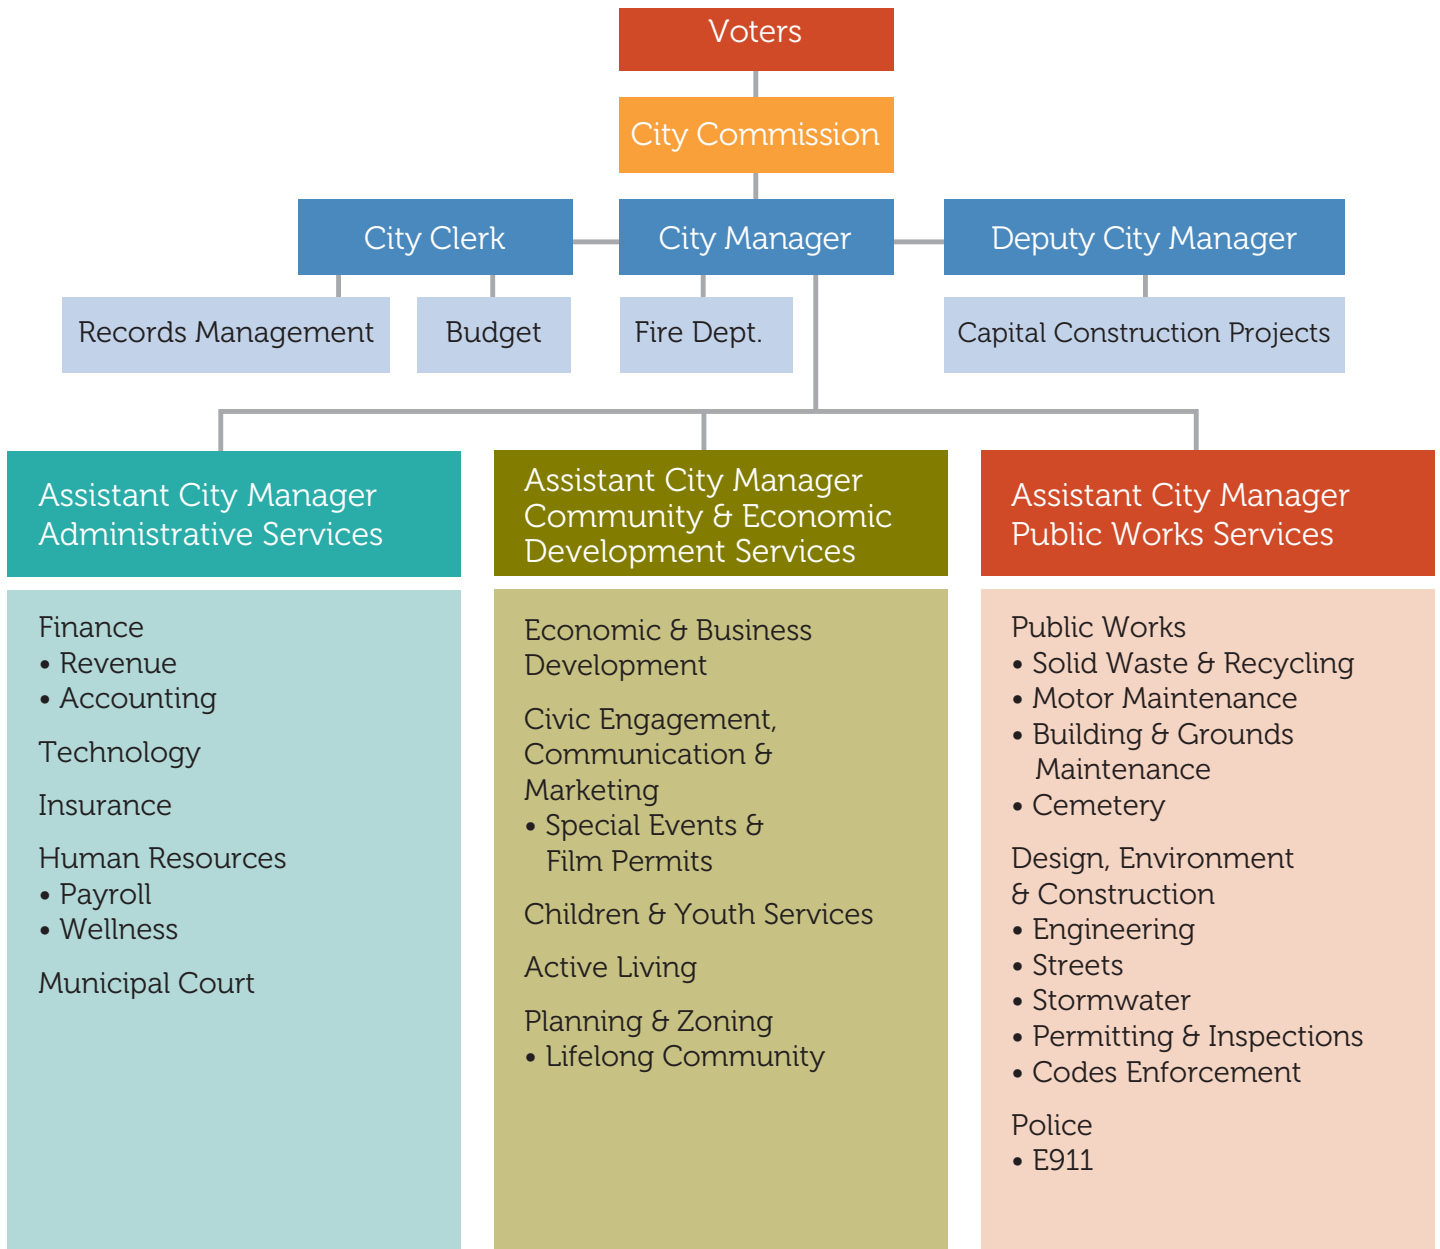 Voters
City Commission
City Clerk
City Manager
Deputy City Manager
Records Management
Budget
Fire Dept.
Capital Construction Projects
Assistant City Manager
Administrative Services
Finance
• Revenue
• Accounting
Technology
Insurance
Human Resources
• Payroll
• Wellness
Municipal Court
Assistant City Manager
Community & Economic
Development Services
Economic & Business
Development
Civic Engagement,
Communication &
Marketing
• Special Events &
Film Permits
Children & Youth Services
Active Living
Planning & Zoning
• Lifelong Community
Assistant City Manager
Public Works Services
Public Works
• Solid Waste & Recycling
• Motor Maintenance
• Building & Grounds
Maintenance
• Cemetery
Design, Environment
& Construction
• Engineering
• Streets
• Stormwater
• Permitting & Inspections
• Codes Enforcement
Police
• E911